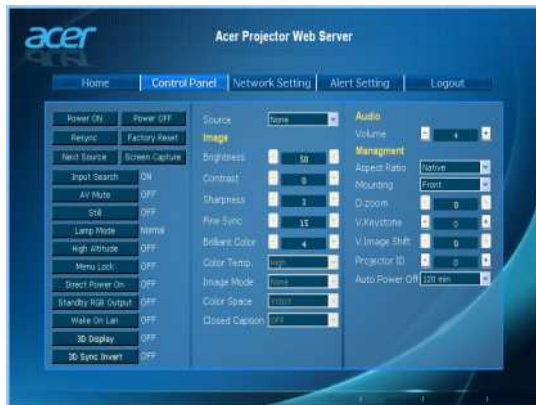 acer
Acer Projector Web Server
Home Control Panel Network Setting Alert Setting Logout
Power ON Power OFF
Resync Factory Reset
Next Source Screen Capture
Input Search ON
AV Mute OFF
Still OFF
Lamp Mode Normal
High Altitude OFF
Menu Lock OFF
Direct Power On OFF
Standby RGB Output OFF
Wake On Lan OFF
3D Display OFF
3D Sync Invert OFF
Source None
Image
Brightness 50
Contrast 0
Sharpness 1
Fine Sync 15
Brilliant Color 4
Color Temp. High
Image Mode None
Color Space
Closed Caption OFF
Audio
Volume 4
Managment
Aspect Ratio Native
Mounting Front
D.zoom 0
V.Keystone 0
V.Image Shift 0
Projector ID 0
Auto Power Off 120 min